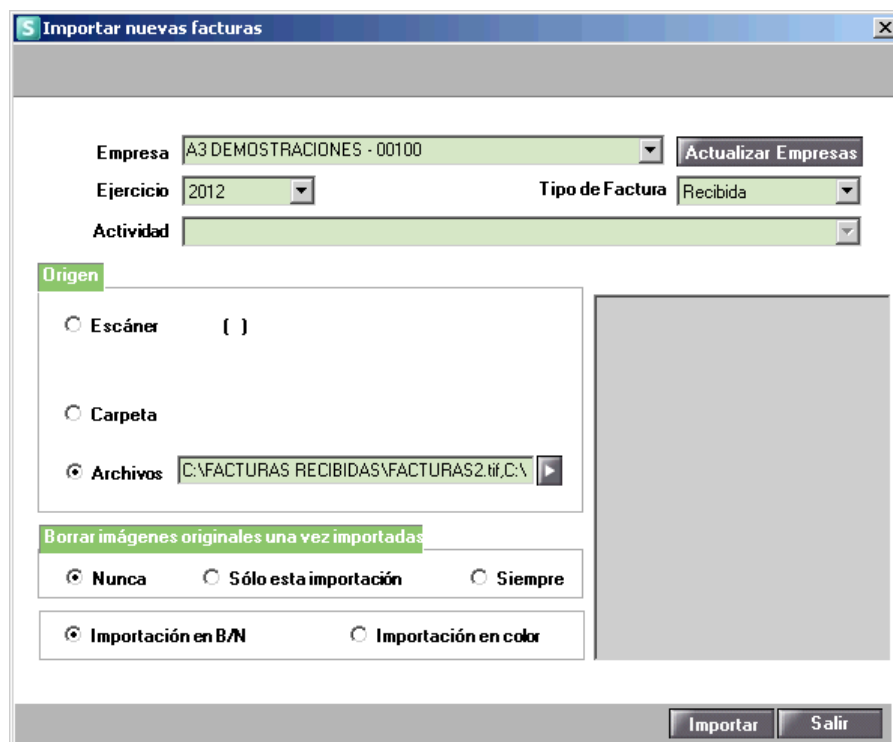 S Importar nuevas facturas
Empresa A3 DEMOSTRACIONES - 00100 Actualizar Empresas
Ejercicio 2012 Tipo de Factura Recibida
Actividad
Origen
Escáner ( )
Carpeta
Archivos C:\FACTURAS RECIBIDAS\FACTURAS2.tif,C:\
Borrar imágenes originales una vez importadas
Nunca Sólo esta importación Siempre
Importación en B/N Importación en color
Importar Salir